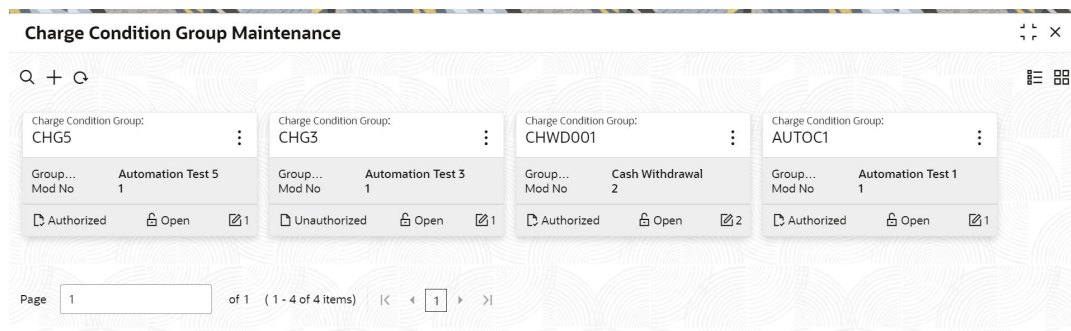 Charge Condition Group Maintenance
Charge Condition Group:
CHG5
Group... Automation Test 5
Mod No 1
Authorized Open 1
Charge Condition Group:
CHG3
Group... Automation Test 3
Mod No 1
Unauthorized Open 1
Charge Condition Group:
CHWD001
Group... Cash Withdrawal
Mod No 2
Authorized Open 2
Charge Condition Group:
AUTOC1
Group... Automation Test 1
Mod No 1
Authorized Open 1
Page 1 of 1 ( 1 - 4 of 4 items) 1